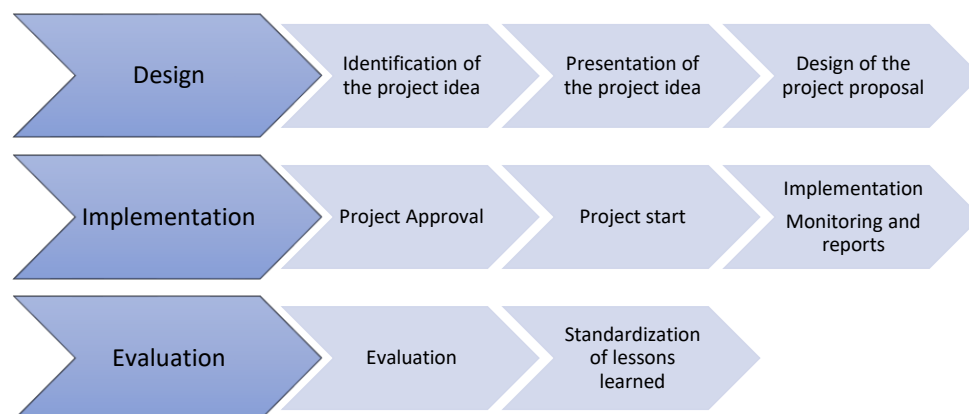 Design
Identification of
the project idea
Presentation of
the project idea
Design of the
project proposal
Implementation
Project Approval
Project start
Implementation
Monitoring and
reports
Evaluation
Evaluation
Standardization
of lessons
learned